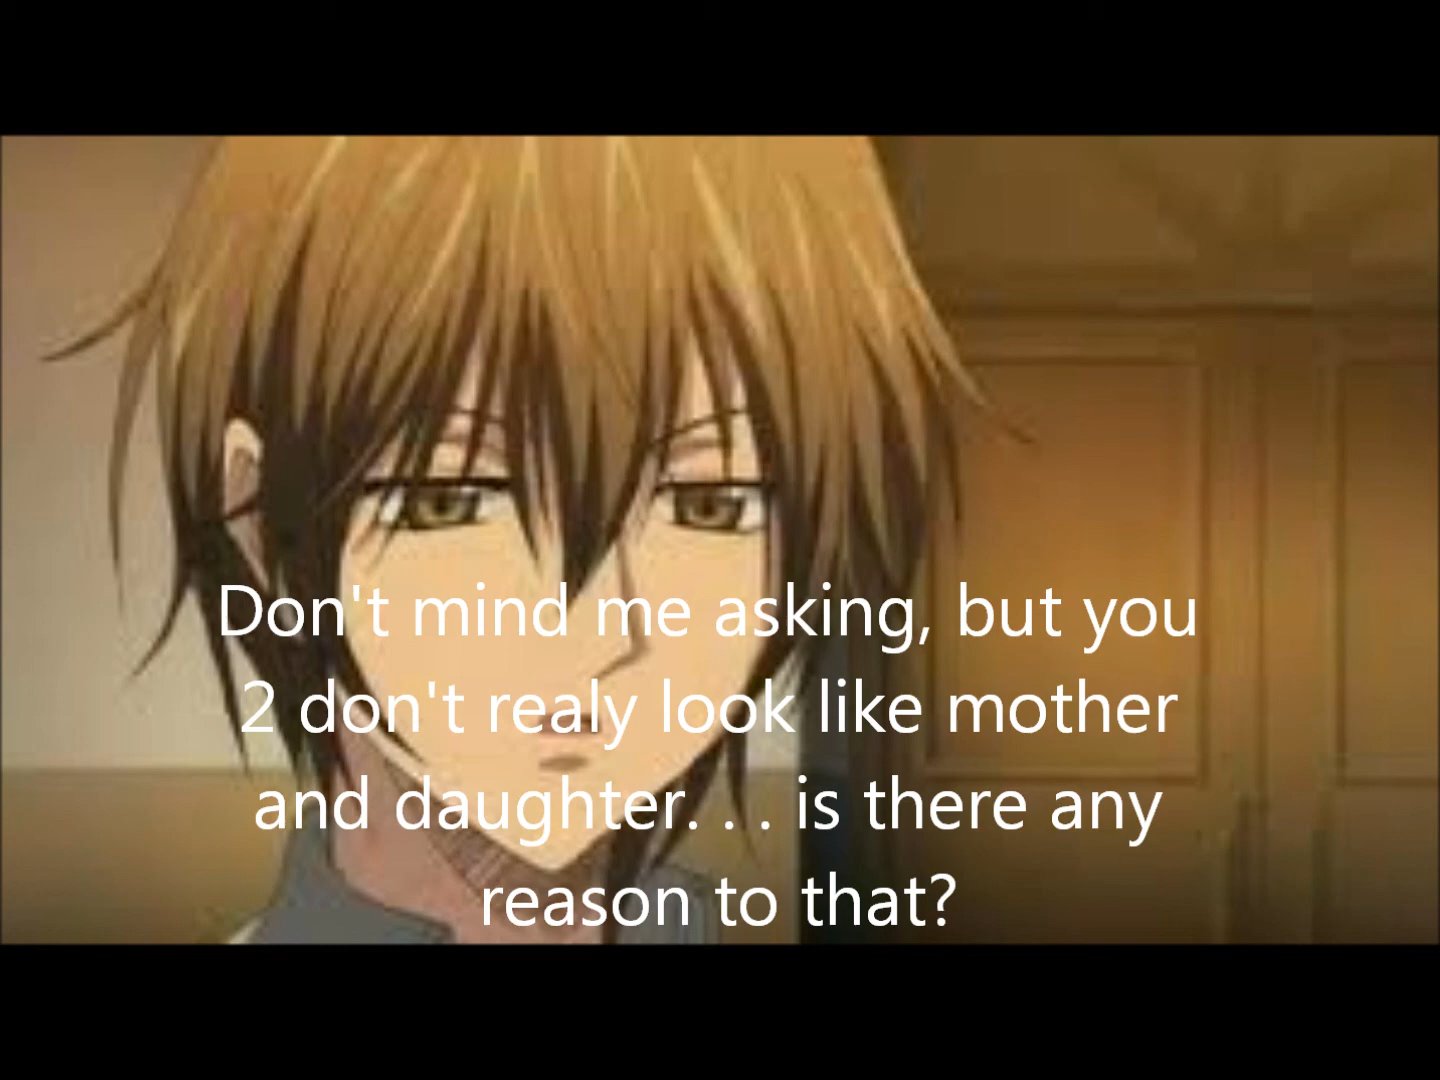 Don't mind me asking, but you
2 don't realy look like mother
and daughter. . . is there any
reason to that?